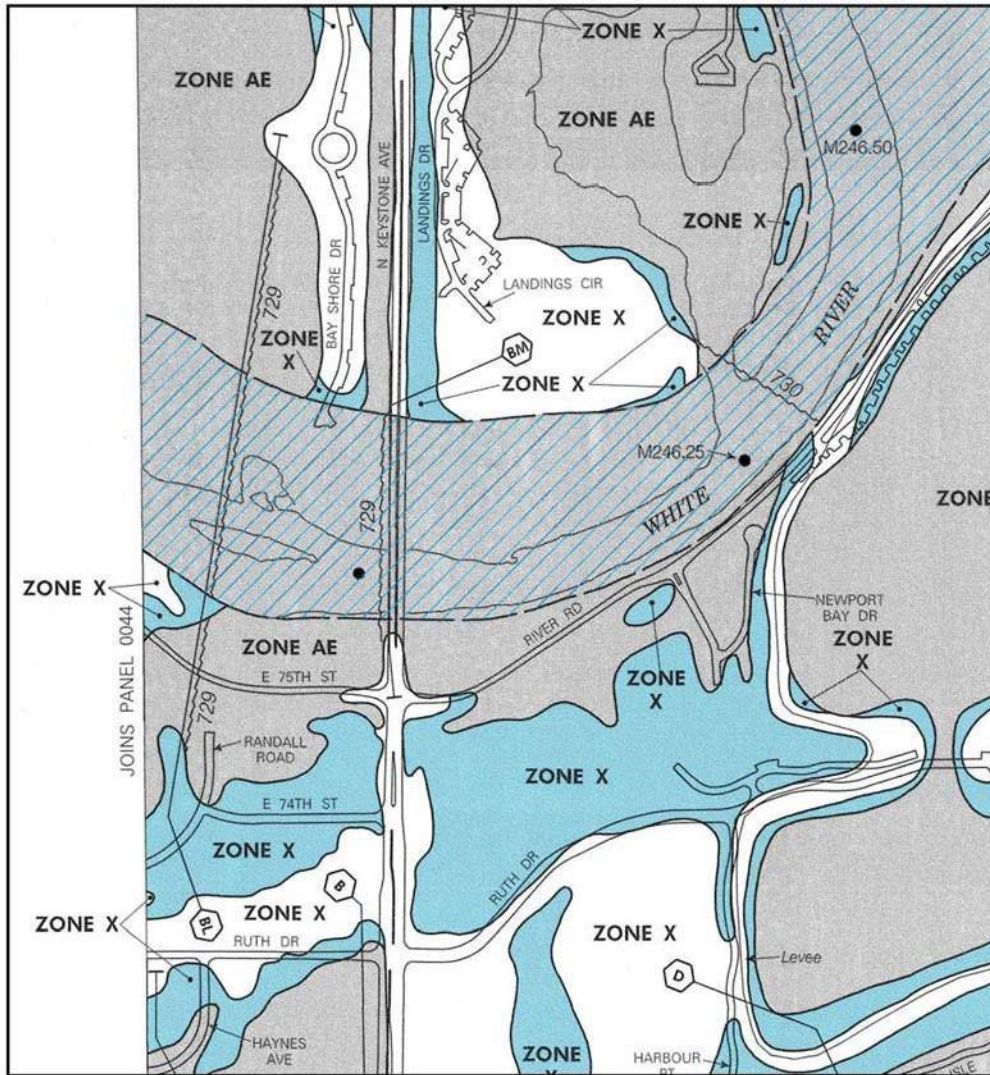 ZONE X
ZONE AE
ZONE AE
M246.50
N KEYSTONE AVE
LANDINGS DR
ZONE X
BAY SHORE DR
729
LANDINGS CIR
RIVER
ZONE X
ZONE
X
BM
ZONE X
730
M246.25
WHITE
ZONE
729
ZONE X
NEWPORT
BAY DR
RIVER RD
ZONE AE
ZONE
X
E 75TH ST
ZONE
X
JOINS PANEL 0044
729
RANDALL
ROAD
ZONE X
E 74TH ST
ZONE X
RUTH DR
B
ZONE X
BL
ZONE X
ZONE X
RUTH DR
Levee
D
HAYNES
AVE
ZONE
X
HARBOUR
PT
ISLE